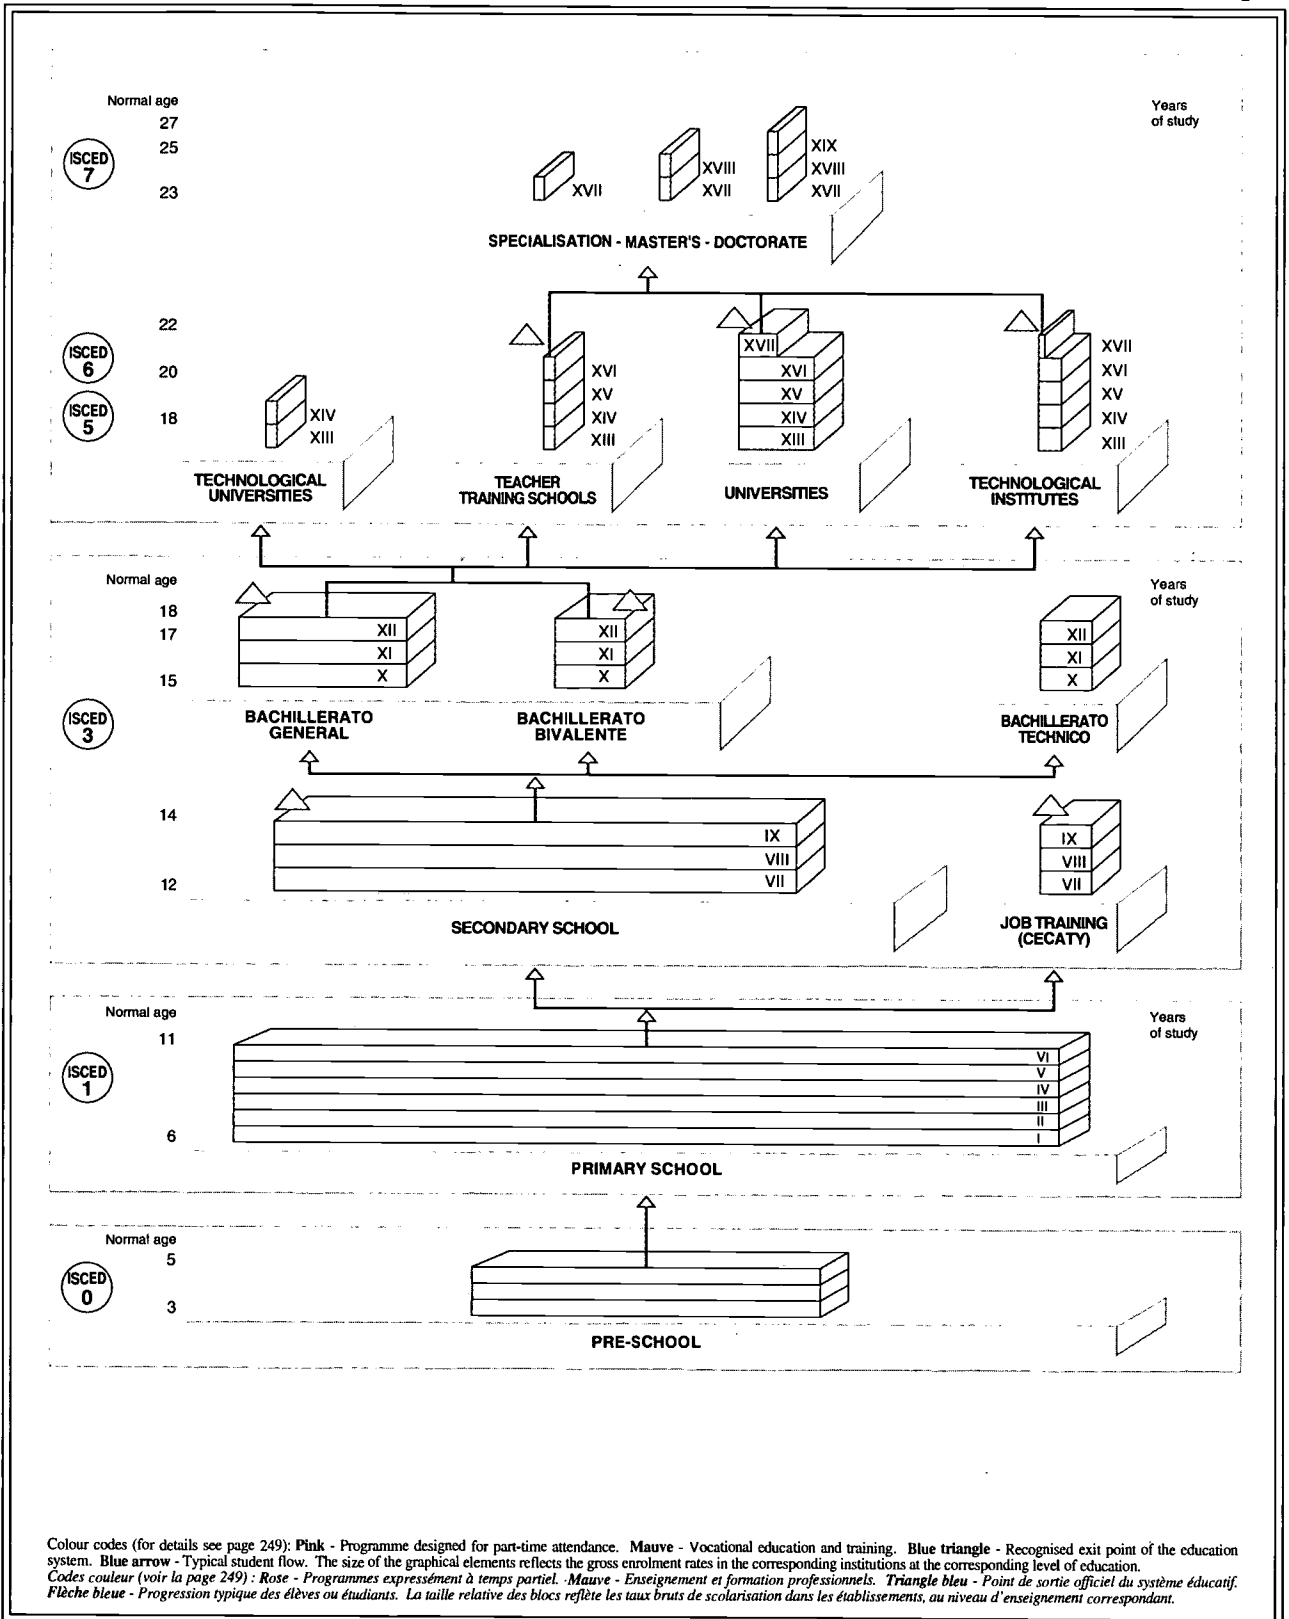 Normal age
Years
of study
27
25
23
ISCED
7
XVII
XVIII
XVII
XIX
XVIII
XVII
SPECIALISATION - MASTER'S - DOCTORATE
22
20
18
ISCED
6
ISCED
5
XIV
XIII
XVI
XV
XIV
XIII
XVII
XVI
XV
XIV
XIII
XVII
XVI
XV
XIV
XIII
TECHNOLOGICAL
UNIVERSITIES
TEACHER
TRAINING SCHOOLS
UNIVERSITIES
TECHNOLOGICAL
INSTITUTES
Normal age
Years
of study
18
17
15
ISCED
3
XII
XI
X
XII
XI
X
XII
XI
X
BACHILLERATO
GENERAL
BACHILLERATO
BIVALENTE
BACHILLERATO
TECHNICO
14
12
IX
VIII
VII
IX
VIII
VII
SECONDARY SCHOOL
JOB TRAINING
(CECATY)
Normal age
Years
of study
11
6
ISCED
1
VI
V
IV
III
II
I
PRIMARY SCHOOL
Normal age
5
3
ISCED
0
PRE-SCHOOL
Colour codes (for details see page 249): Pink - Programme designed for part-time attendance. Mauve - Vocational education and training. Blue triangle - Recognised exit point of the education
system. Blue arrow - Typical student flow. The size of the graphical elements reflects the gross enrolment rates in the corresponding institutions at the corresponding level of education.
Codes couleur (voir la page 249) : Rose - Programmes expressément à temps partiel. -Mauve - Enseignement et formation professionnels. Triangle bleu - Point de sortie officiel du système éducatif.
Flèche bleue - Progression typique des élèves ou étudiants. La taille relative des blocs reflète les taux bruts de scolarisation dans les établissements, au niveau d'enseignement correspondant.